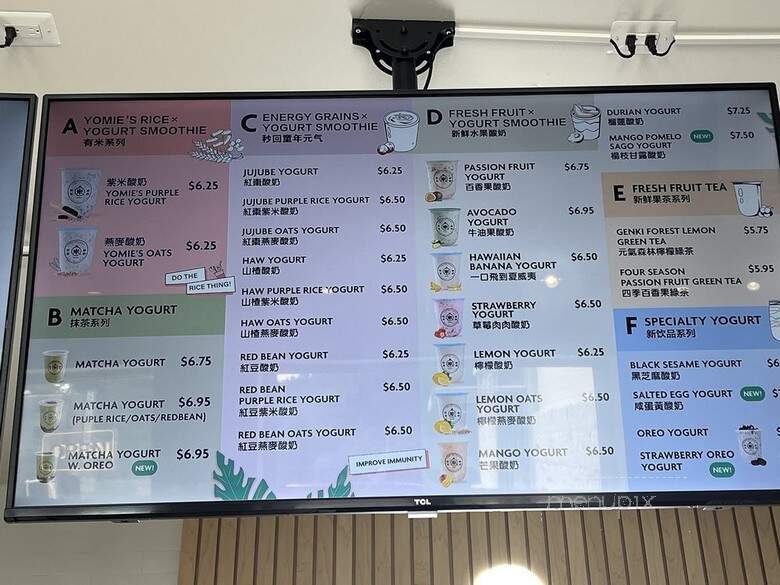 A YOMIE'S RICE×
YOGURT SMOOTHIE
有米系列
紫米酸奶 $6.25
YOMIE'S PURPLE
RICE YOGURT
燕麥酸奶 $6.25
YOMIE'S OATS
YOGURT
DO THE
RICE THING!
B MATCHA YOGURT
抹茶系列
MATCHA YOGURT $6.75
MATCHA YOGURT $6.95
(PUPLE RICE/OATS/REDBEAN)
MATCHA YOGURT $6.95
W. OREO NEW!
C ENERGY GRAINS×
YOGURT SMOOTHIE
秒回童年元气
JUJUBE YOGURT $6.25
紅棗酸奶
JUJUBE PURPLE RICE YOGURT $6.50
紅棗紫米酸奶
JUJUBE OATS YOGURT $6.50
紅棗燕麥酸奶
HAW YOGURT $6.25
山楂酸奶
HAW PURPLE RICE YOGURT $6.50
山楂紫米酸奶
HAW OATS YOGURT $6.50
山楂燕麥酸奶
RED BEAN YOGURT $6.25
紅豆酸奶
RED BEAN $6.50
PURPLE RICE YOGURT
紅豆紫米酸奶
RED BEAN OATS YOGURT $6.50
紅豆燕麥酸奶
IMPROVE IMMUNITY
D FRESH FRUIT×
YOGURT SMOOTHIE
新鮮水果酸奶
PASSION FRUIT $6.75
YOGURT
百香果酸奶
AVOCADO $6.95
YOGURT
牛油果酸奶
HAWAIIAN $6.50
BANANA YOGURT
一口飛到夏威夷
STRAWBERRY $6.50
YOGURT
草莓肉肉酸奶
LEMON YOGURT $6.25
檸檬酸奶
LEMON OATS $6.50
YOGURT
檸檬燕麥酸奶
MANGO YOGURT $6.50
芒果酸奶
DURIAN YOGURT $7.25
榴蓮酸奶
MANGO POMELO NEW! $7.50
SAGO YOGURT
楊枝甘露酸奶
E FRESH FRUIT TEA
新鮮果茶系列
GENKI FOREST LEMON $5.75
GREEN TEA
元氣森林檸檬綠茶
FOUR SEASON $5.95
PASSION FRUIT GREEN TEA
四季百香果綠茶
F SPECIALTY YOGURT
新饮品系列
BLACK SESAME YOGURT $6
黑芝麻酸奶
SALTED EGG YOGURT NEW!
咸蛋黃酸奶
OREO YOGURT
STRAWBERRY OREO
YOGURT NEW!
TCL
menupix